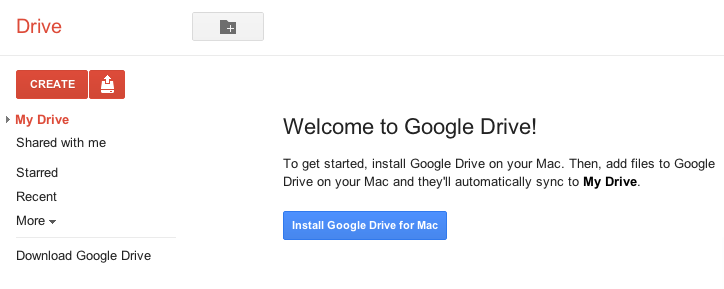 Drive
CREATE
My Drive
Shared with me
Starred
Recent
More
Download Google Drive
Welcome to Google Drive!
To get started, install Google Drive on your Mac. Then, add files to Google
Drive on your Mac and they'll automatically sync to My Drive.
Install Google Drive for Mac